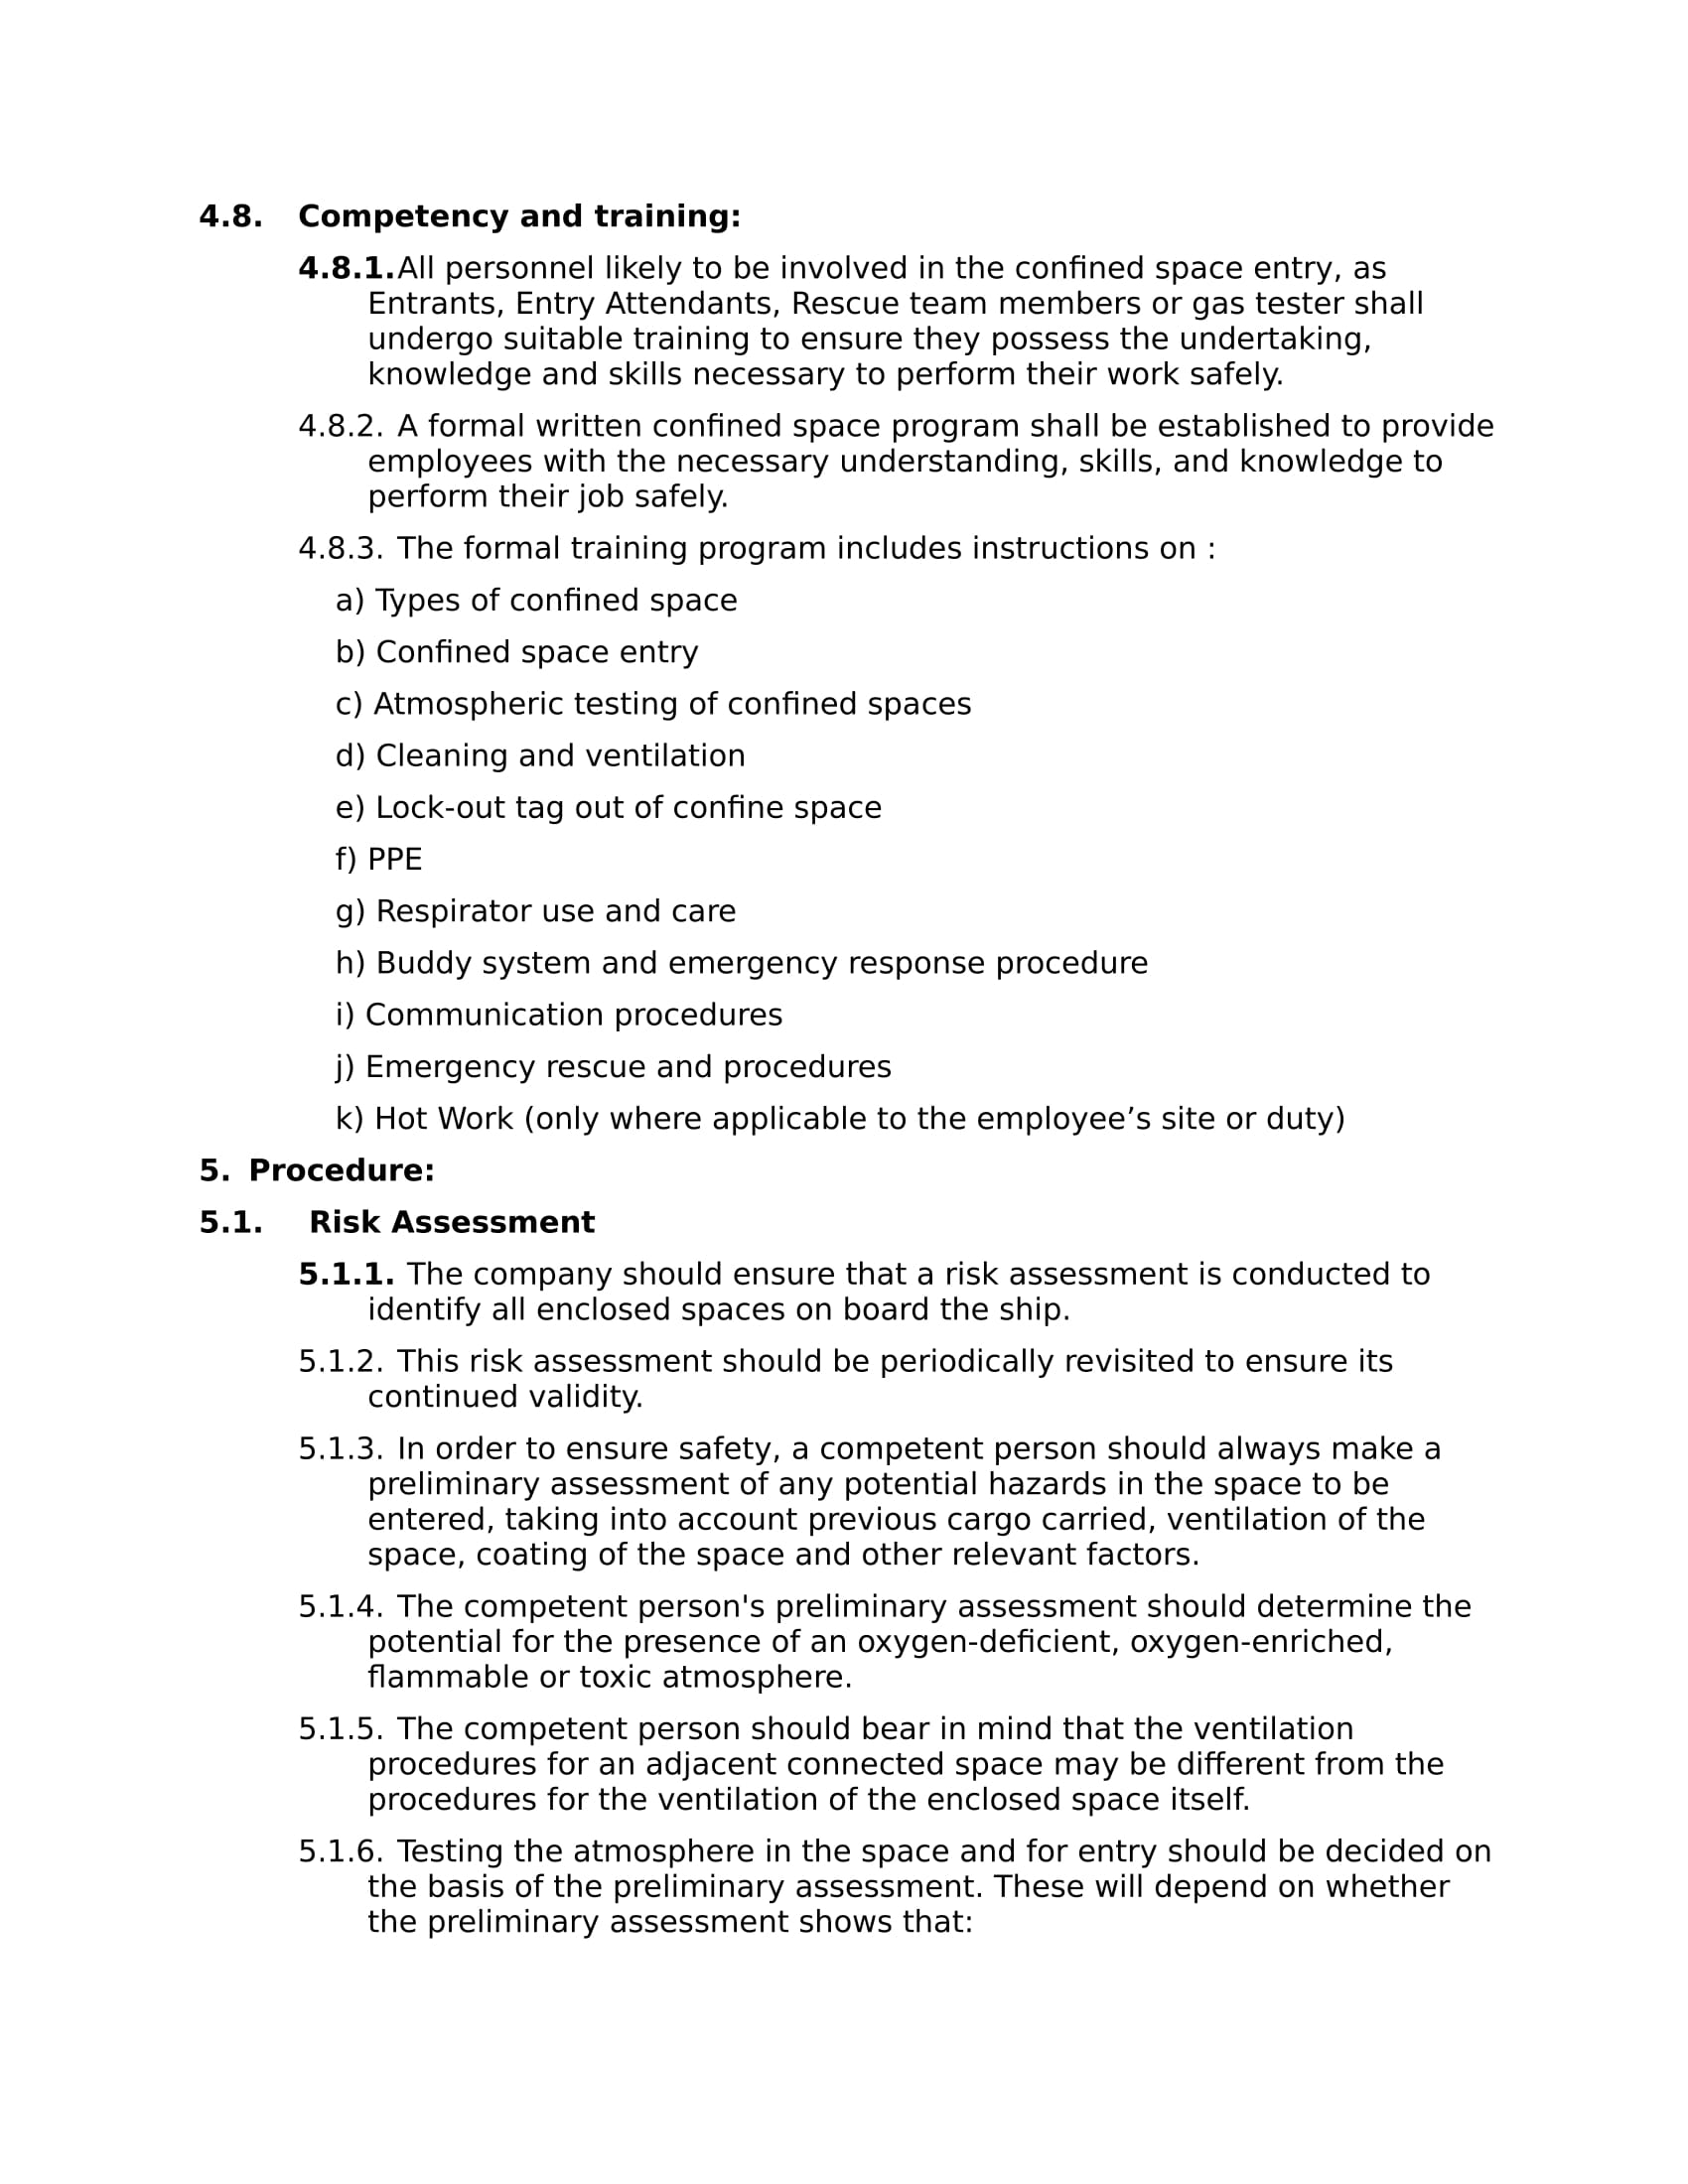 4.8. Competency and training:
4.8.1.All personnel likely to be involved in the confined space entry, as
Entrants, Entry Attendants, Rescue team members or gas tester shall
undergo suitable training to ensure they possess the undertaking,
knowledge and skills necessary to perform their work safely.
4.8.2. A formal written confined space program shall be established to provide
employees with the necessary understanding, skills, and knowledge to
perform their job safely.
4.8.3. The formal training program includes instructions on :
a) Types of confined space
b) Confined space entry
c) Atmospheric testing of confined spaces
d) Cleaning and ventilation
e) Lock-out tag out of confine space
f) PPE
g) Respirator use and care
h) Buddy system and emergency response procedure
i) Communication procedures
j) Emergency rescue and procedures
k) Hot Work (only where applicable to the employee’s site or duty)
5. Procedure:
5.1. Risk Assessment
5.1.1. The company should ensure that a risk assessment is conducted to
identify all enclosed spaces on board the ship.
5.1.2. This risk assessment should be periodically revisited to ensure its
continued validity.
5.1.3. In order to ensure safety, a competent person should always make a
preliminary assessment of any potential hazards in the space to be
entered, taking into account previous cargo carried, ventilation of the
space, coating of the space and other relevant factors.
5.1.4. The competent person's preliminary assessment should determine the
potential for the presence of an oxygen-deficient, oxygen-enriched,
flammable or toxic atmosphere.
5.1.5. The competent person should bear in mind that the ventilation
procedures for an adjacent connected space may be different from the
procedures for the ventilation of the enclosed space itself.
5.1.6. Testing the atmosphere in the space and for entry should be decided on
the basis of the preliminary assessment. These will depend on whether
the preliminary assessment shows that: